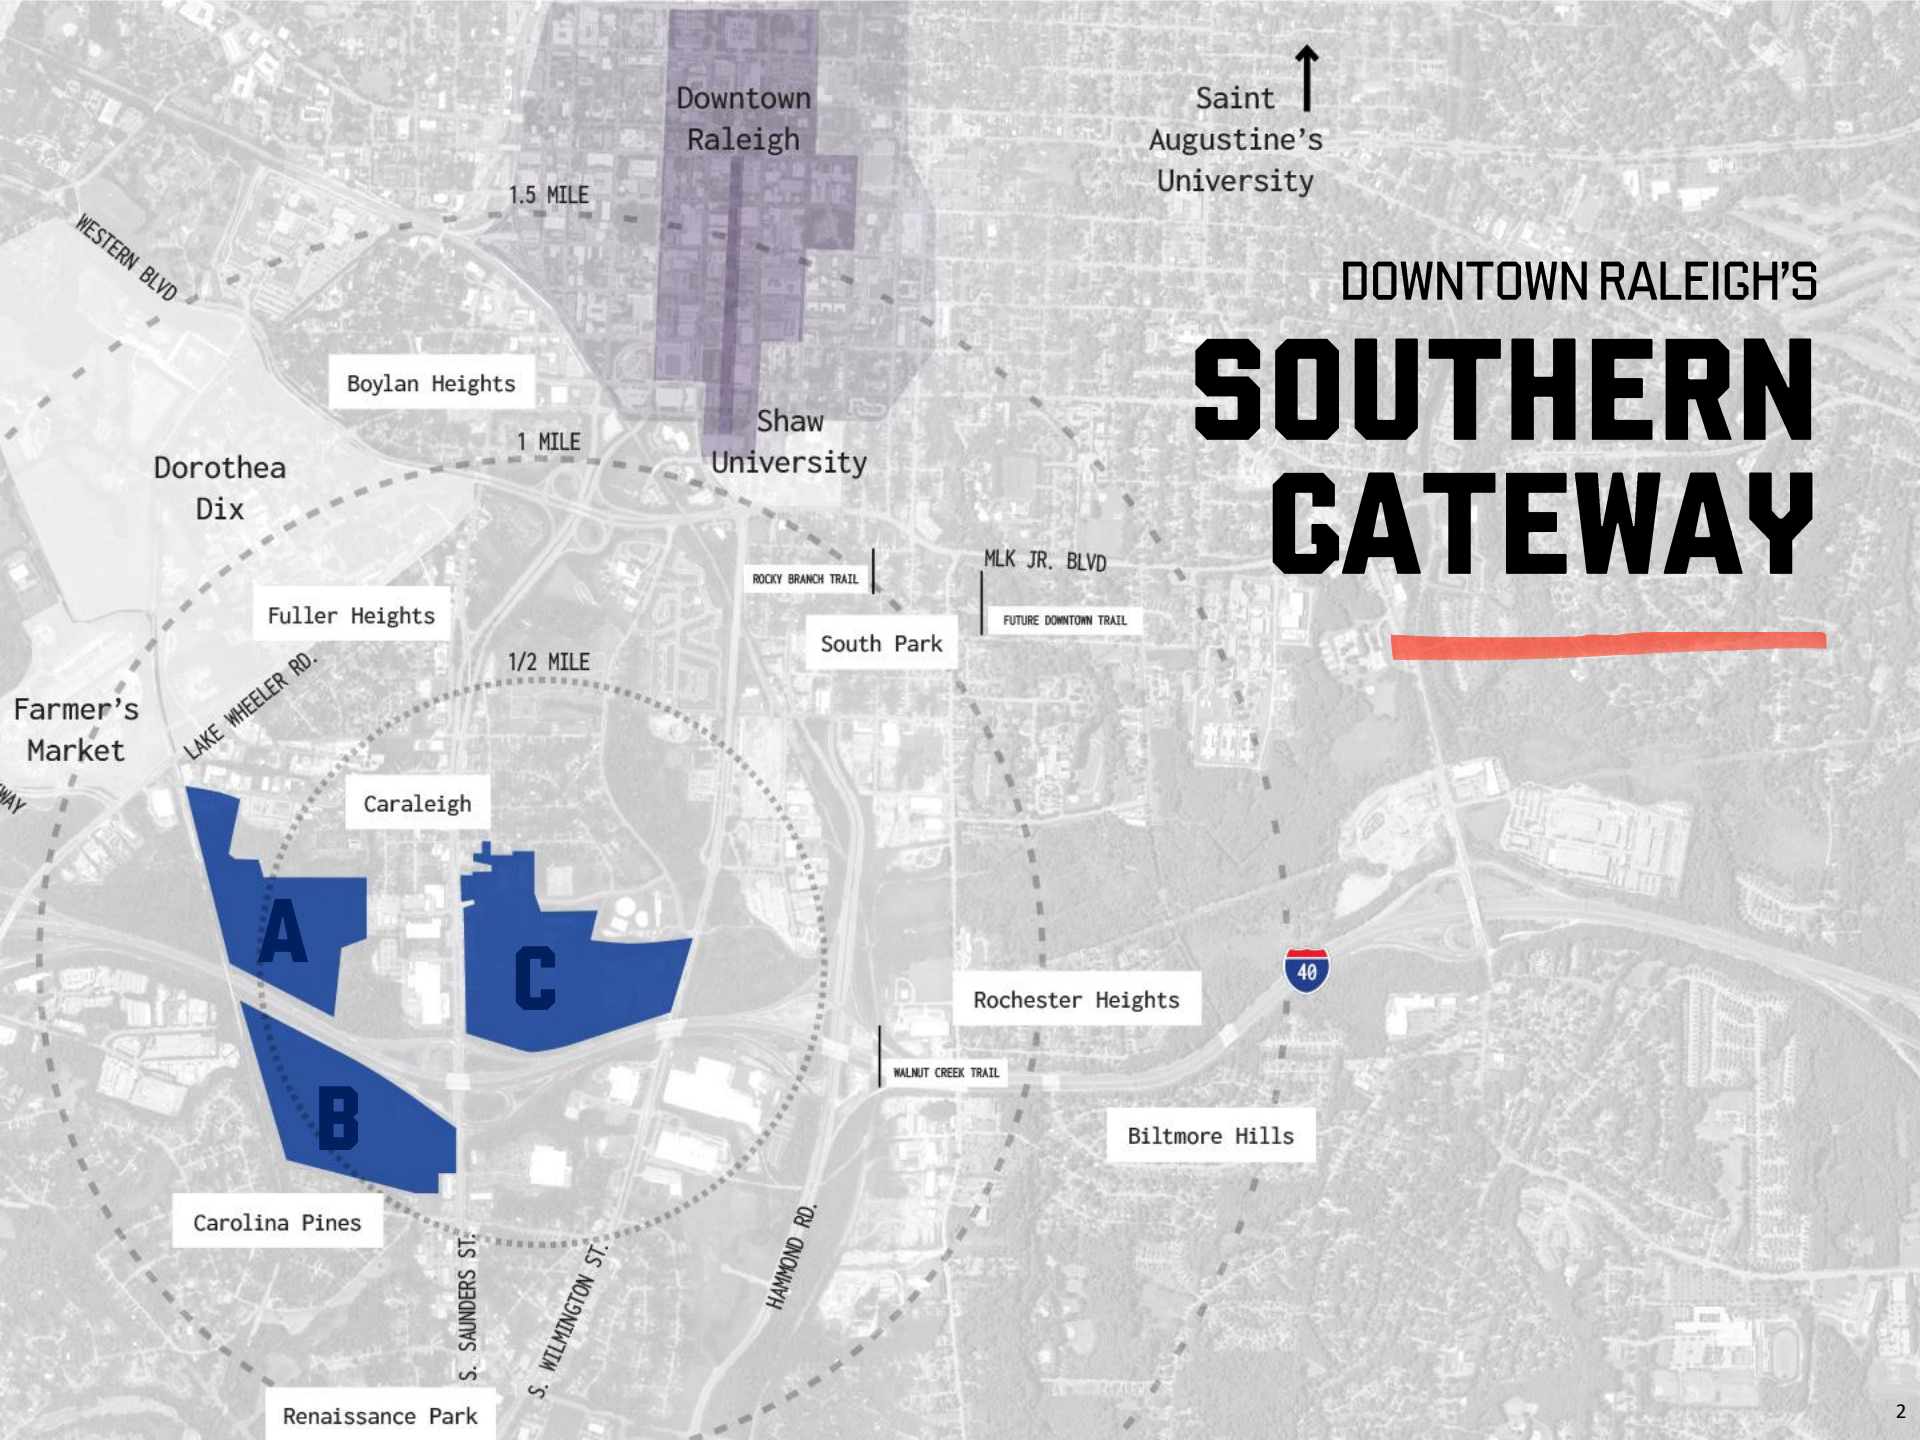 Downtown
Raleigh
Saint
Augustine's
University
1.5 MILE
WESTERN BLVD
DOWNTOWN RALEIGH'S
SOUTHERN
GATEWAY
Boylan Heights
Shaw
University
1 MILE
Dorothea
Dix
MLK JR. BLVD
ROCKY BRANCH TRAIL
FUTURE DOWNTOWN TRAIL
Fuller Heights
South Park
1/2 MILE
LAKE WHEELER RD.
Farmer's
Market
WAY
Caraleigh
A
C
40
Rochester Heights
WALNUT CREEK TRAIL
B
Biltmore Hills
Carolina Pines
S. SAUNDERS ST.
S. WILMINGTON ST.
HAMMOND RD.
Renaissance Park
2